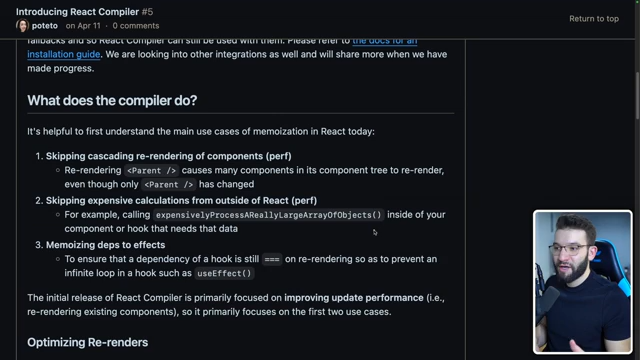 Introducing React Compiler #5
poteto on Apr 11 · 0 comments
Return to top
fallbacks and so React Compiler can still be used with them. Please refer to the docs for an
installation guide. We are looking into other integrations as well and will share more when we have
made progress.
What does the compiler do?
It's helpful to first understand the main use cases of memoization in React today:
1. Skipping cascading re-rendering of components (perf)
Re-rendering <Parent /> causes many components in its component tree to re-render,
even though only <Parent /> has changed
2. Skipping expensive calculations from outside of React (perf)
For example, calling expensivelyProcessAReallyLargeArrayOfObjects() inside of your
component or hook that needs that data
3. Memoizing deps to effects
To ensure that a dependency of a hook is still === on re-rendering so as to prevent an
infinite loop in a hook such as useEffect()
The initial release of React Compiler is primarily focused on improving update performance (i.e.,
re-rendering existing components), so it primarily focuses on the first two use cases.
Optimizing Re-renders